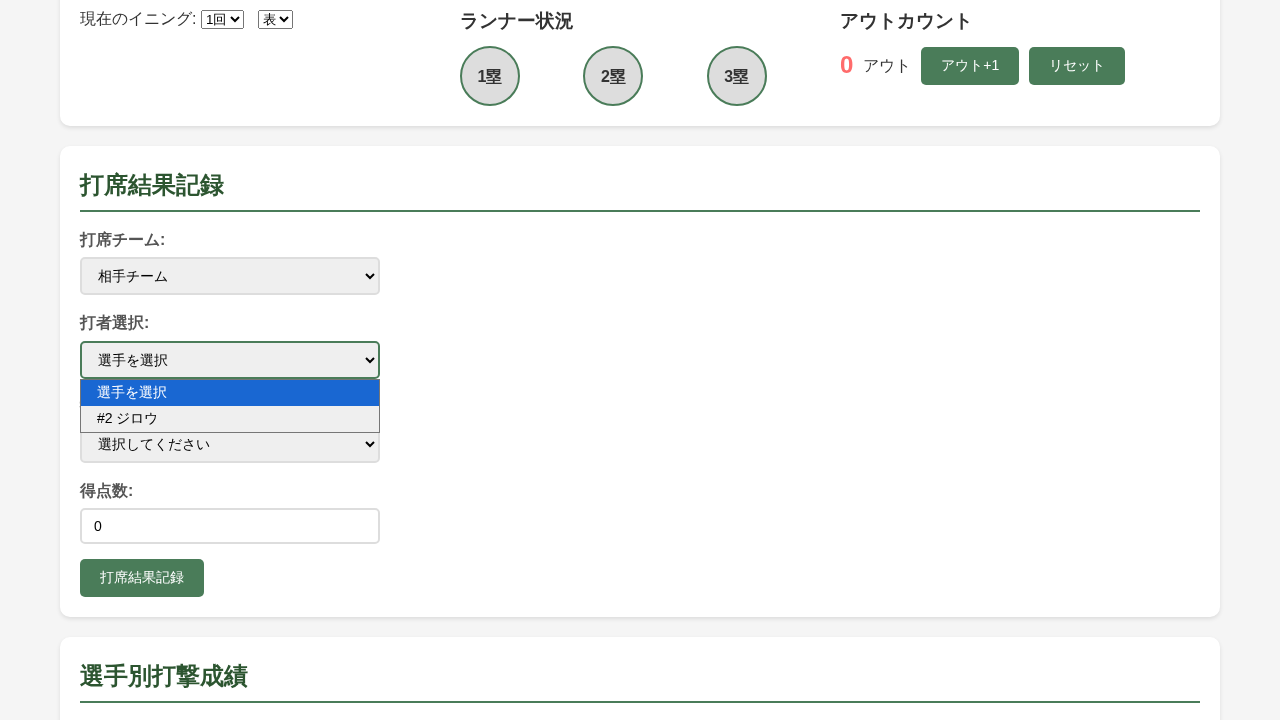 現在のイニング: 1回 表
ランナー状況
1塁 2塁 3塁
アウトカウント
0 アウト アウト+1 リセット
打席結果記録
打席チーム:
相手チーム
打者選択:
選手を選択
選手を選択
#2 ジロウ
選択してください
得点数:
0
打席結果記録
選手別打撃成績